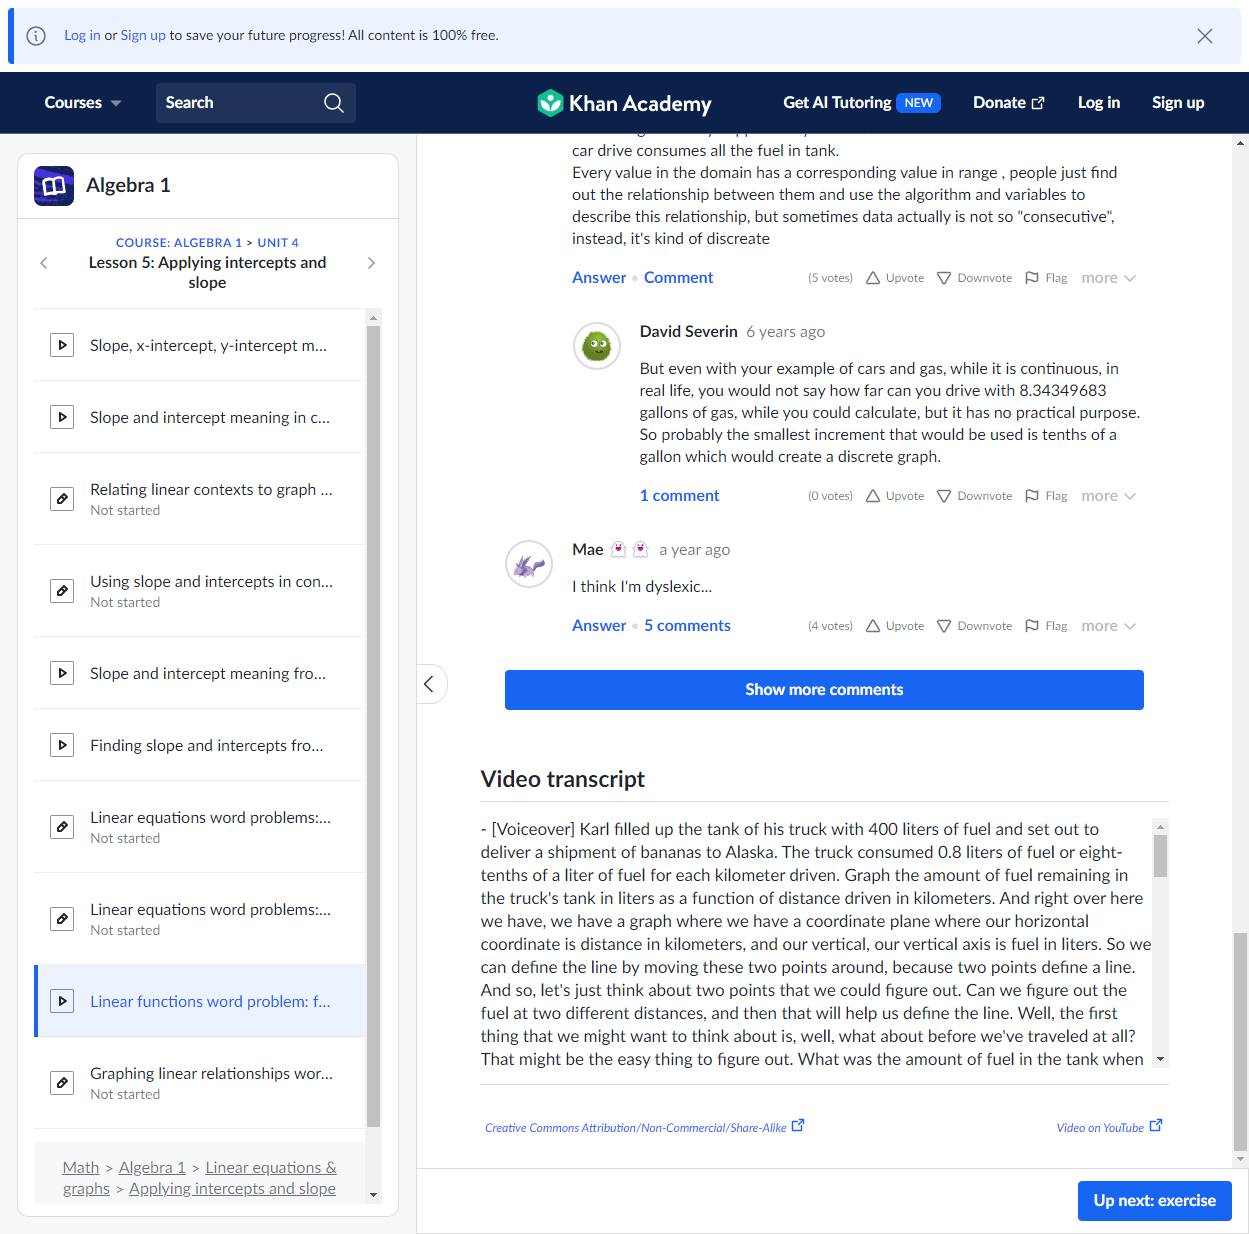 Log in or Sign up to save your future progress! All content is 100% free.
Courses
Search
Khan Academy
Get AI Tutoring NEW
Donate
Log in
Sign up
Algebra 1
COURSE: ALGEBRA 1 > UNIT 4
Lesson 5: Applying intercepts and
slope
Slope, x-intercept, y-intercept m...
Slope and intercept meaning in c...
Relating linear contexts to graph ...
Not started
Using slope and intercepts in con...
Not started
Slope and intercept meaning fro...
Finding slope and intercepts fro...
Linear equations word problems:...
Not started
Linear equations word problems:...
Not started
Linear functions word problem: f...
Graphing linear relationships wor...
Not started
Math > Algebra 1 > Linear equations &
graphs > Applying intercepts and slope
car drive consumes all the fuel in tank.
Every value in the domain has a corresponding value in range , people just find
out the relationship between them and use the algorithm and variables to
describe this relationship, but sometimes data actually is not so "consecutive",
instead, it's kind of discreate
Answer • Comment
(5 votes) Upvote Downvote Flag more
David Severin 6 years ago
But even with your example of cars and gas, while it is continuous, in
real life, you would not say how far can you drive with 8.34349683
gallons of gas, while you could calculate, but it has no practical purpose.
So probably the smallest increment that would be used is tenths of a
gallon which would create a discrete graph.
1 comment
(0 votes) Upvote Downvote Flag more
Mae a year ago
I think I'm dyslexic...
Answer • 5 comments
(4 votes) Upvote Downvote Flag more
Show more comments
Video transcript
- [Voiceover] Karl filled up the tank of his truck with 400 liters of fuel and set out to
deliver a shipment of bananas to Alaska. The truck consumed 0.8 liters of fuel or eight-
tenths of a liter of fuel for each kilometer driven. Graph the amount of fuel remaining in
the truck's tank in liters as a function of distance driven in kilometers. And right over here
we have, we have a graph where we have a coordinate plane where our horizontal
coordinate is distance in kilometers, and our vertical, our vertical axis is fuel in liters. So we
can define the line by moving these two points around, because two points define a line.
And so, let's just think about two points that we could figure out. Can we figure out the
fuel at two different distances, and then that will help us define the line. Well, the first
thing that we might want to think about is, well, what about before we've traveled at all?
That might be the easy thing to figure out. What was the amount of fuel in the tank when
Creative Commons Attribution/Non-Commercial/Share-Alike
Video on YouTube
Up next: exercise